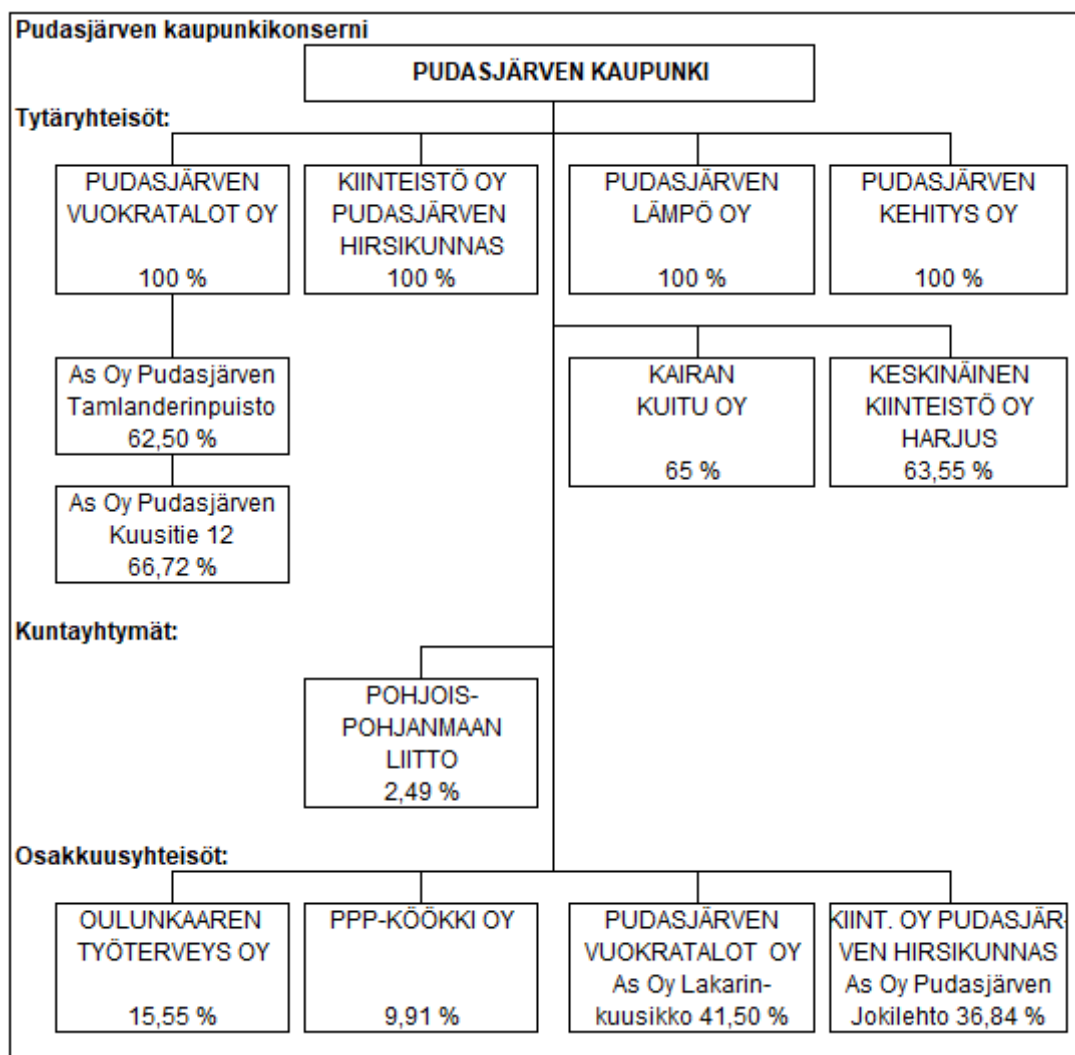 Pudasjärven kaupunkikonserni
PUDASJÄRVEN KAUPUNKI
Tytäryhteisöt:
PUDASJÄRVEN
VUOKRATALOT OY
100 %
KIINTEISTÖ OY
PUDASJÄRVEN
HIRSIKUNNAS
100 %
PUDASJÄRVEN
LÄMPÖ OY
100 %
PUDASJÄRVEN
KEHITYS OY
100 %
As Oy Pudasjärven
Tamlanderinpuisto
62,50 %
KAIRAN
KUITU OY
65 %
KESKINÄINEN
KIINTEISTÖ OY
HARJUS
63,55 %
As Oy Pudasjärven
Kuusitie 12
66,72 %
Kuntayhtymät:
POHJOIS-
POHJANMAAN
LIITTO
2,49 %
Osakkuusyhteisöt:
OULUNKAAREN
TYÖTERVEYS OY
15,55 %
PPP-KÖÖKKI OY
9,91 %
PUDASJÄRVEN
VUOKRATALOT OY
As Oy Lakarin-
kuusikko 41,50 %
KIINT. OY PUDASJÄR-
VEN HIRSIKUNNAS
As Oy Pudasjärven
Jokilehto 36,84 %